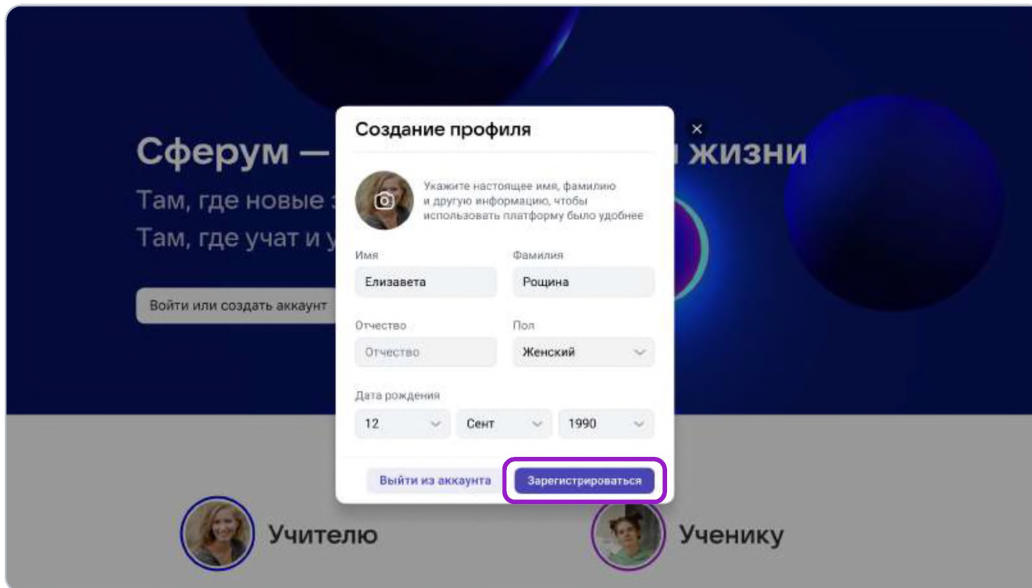 Создание профиля
Сферум —
жизни
Там, где новые
Там, где учат и
Укажите настоящее имя, фамилию
и другую информацию, чтобы
использовать платформу было удобнее
Имя
Фамилия
Елизавета
Рощина
Войти или создать аккаунт
Отчество
Пол
Отчество
Женский
Дата рождения
12
Сент
1990
Выйти из аккаунта
Зарегистрироваться
Учителю
Ученику